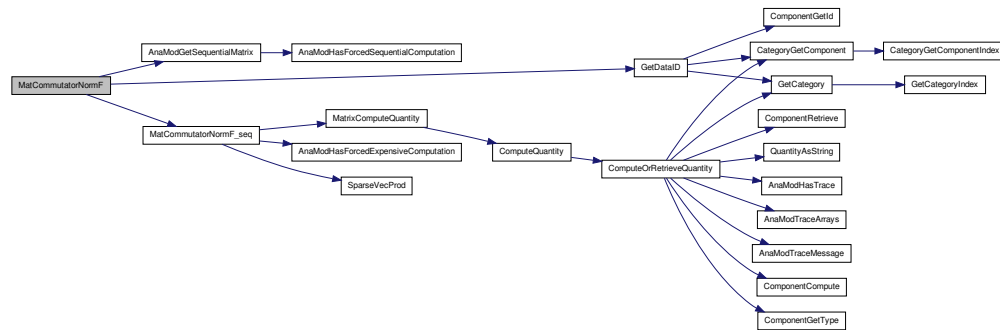 MatCommutatorNormF
AnaModGetSequentialMatrix
AnaModHasForcedSequentialComputation
MatCommutatorNormF_seq
MatrixComputeQuantity
AnaModHasForcedExpensiveComputation
SparseVecProd
ComputeQuantity
GetDataID
ComputeOrRetrieveQuantity
ComponentGetId
CategoryGetComponent
CategoryGetComponentIndex
GetCategory
GetCategoryIndex
ComponentRetrieve
QuantityAsString
AnaModHasTrace
AnaModTraceArrays
AnaModTraceMessage
ComponentCompute
ComponentGetType